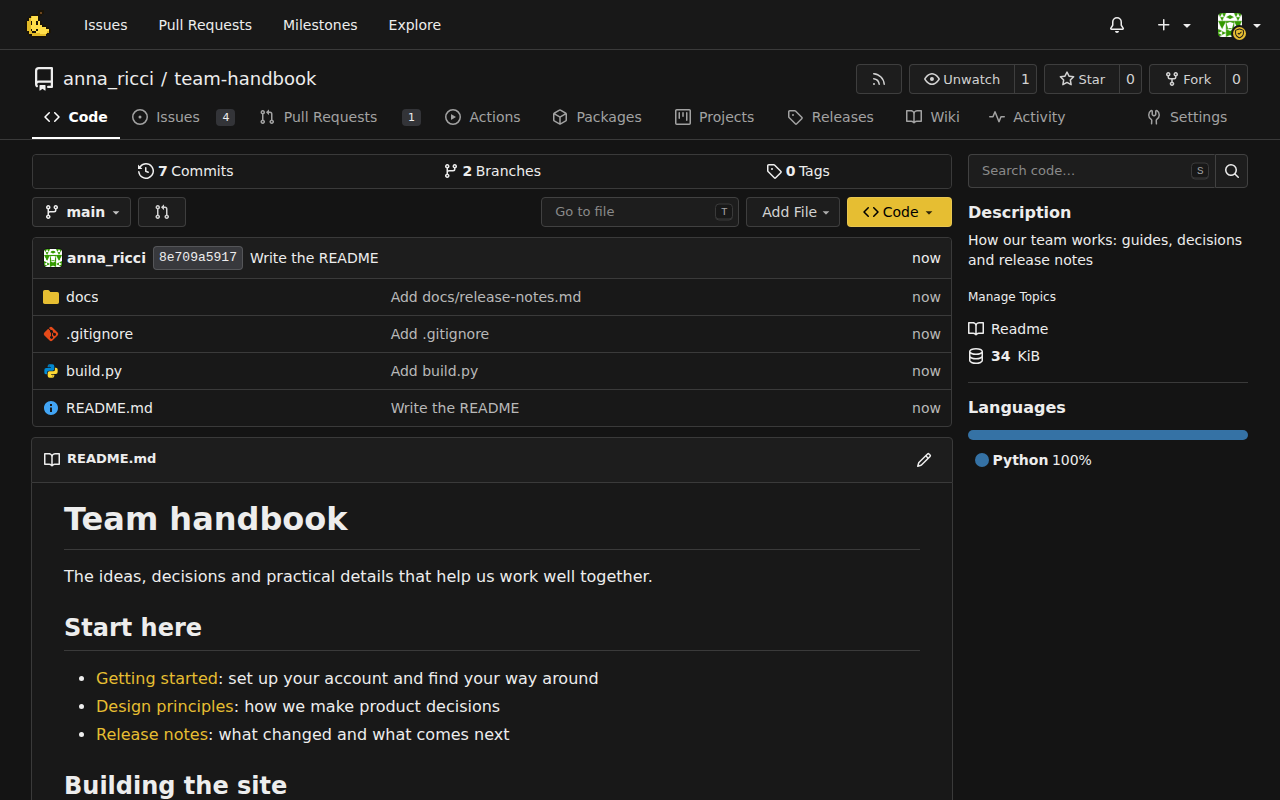 Issues Pull Requests Milestones Explore
anna_ricci / team-handbook
Unwatch 1 Star 0 Fork 0
Code Issues 4 Pull Requests 1 Actions Packages Projects Releases Wiki Activity Settings
7 Commits 2 Branches 0 Tags
Search code... S
main Go to file T Add File Code
Description
How our team works: guides, decisions
and release notes
Manage Topics
Readme
34 KiB
Languages
Python 100%
anna_ricci 8e709a5917 Write the README now
docs Add docs/release-notes.md now
.gitignore Add .gitignore now
build.py Add build.py now
README.md Write the README now
README.md
Team handbook
The ideas, decisions and practical details that help us work well together.
Start here
Getting started: set up your account and find your way around
Design principles: how we make product decisions
Release notes: what changed and what comes next
Building the site